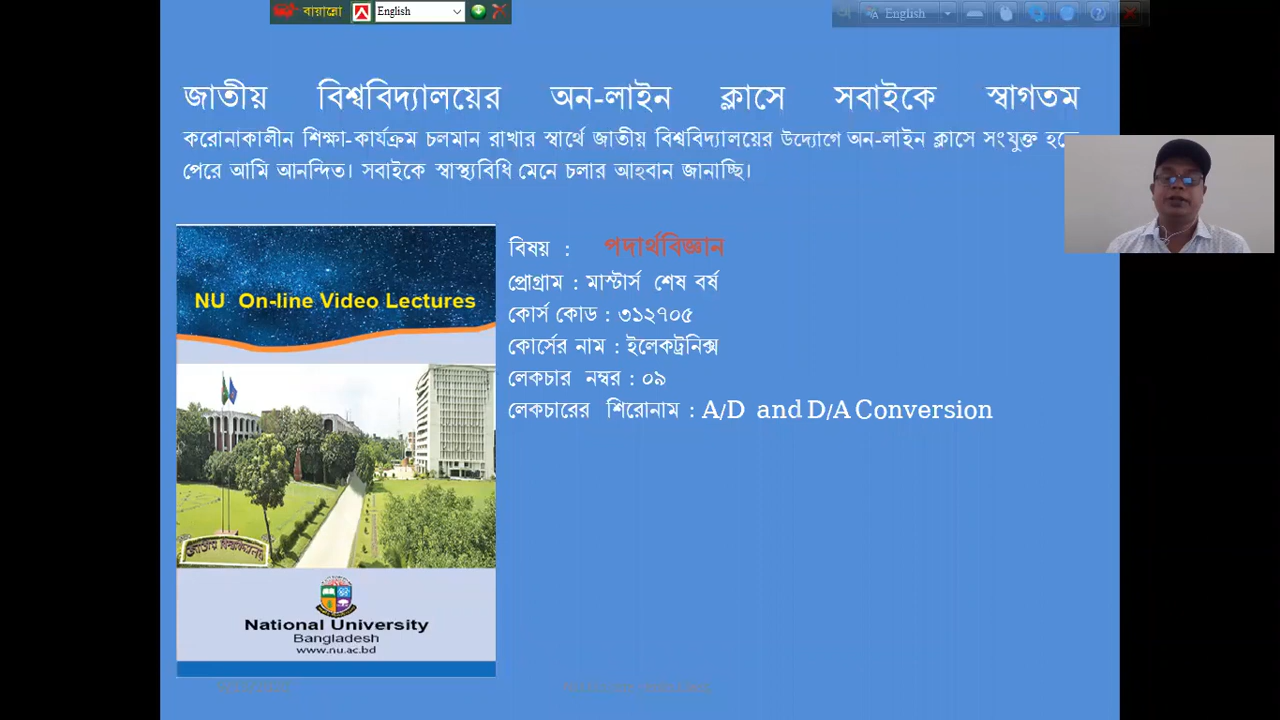 বায়ান্নো English
English
জাতীয় বিশ্ববিদ্যালয়ের অন-লাইন ক্লাসে সবাইকে স্বাগতম
করোনাকালীন শিক্ষা-কার্যক্রম চলমান রাখার স্বার্থে জাতীয় বিশ্ববিদ্যালয়ের উদ্যোগে অন-লাইন ক্লাসে সংযুক্ত
পেরে আমি আনন্দিত। সবাইকে স্বাস্থ্যবিধি মেনে চলার আহবান জানাচ্ছি।
NU On-line Video Lectures
জাতীয় বিশ্ববিদ্যালয়
National University
Bangladesh
www.nu.ac.bd
বিষয় : পদার্থবিজ্ঞান
প্রোগ্রাম : মাস্টার্স শেষ বর্ষ
কোর্স কোড : ৩১২৭০৫
কোর্সের নাম : ইলেকট্রনিক্স
লেকচার নম্বর : ০৯
লেকচারের শিরোনাম : A/D and D/A Conversion